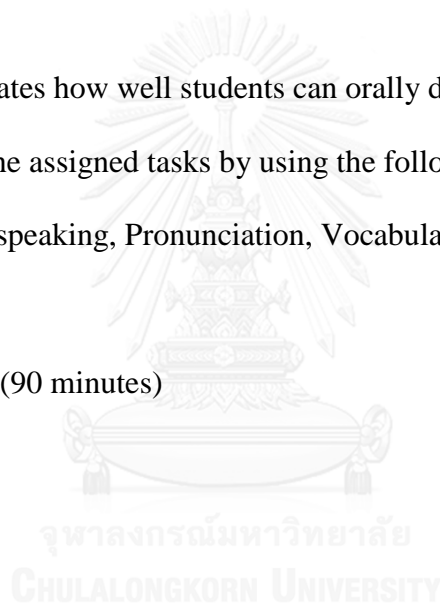 ates how well students can orally d
ne assigned tasks by using the follo
speaking, Pronunciation, Vocabula
(90 minutes)
จุฬาลงกรณ์มหาวิทยาลัย
CHULALONGKORN UNIVERSITY